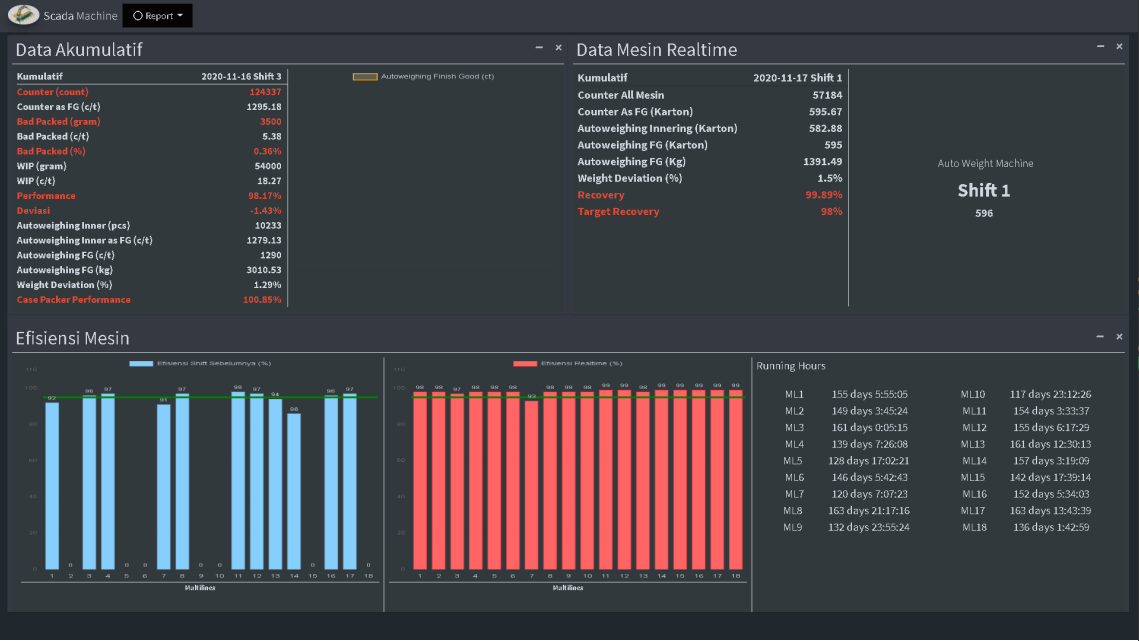 Scada Machine Report
Data Akumulatif
Kumulatif 2020-11-16 Shift 3
Counter (count) 124337
Counter as FG (c/t) 1295.18
Bad Packed (gram) 3500
Bad Packed (c/t) 5.38
Bad Packed (%) 0.36%
WIP (gram) 54000
WIP (c/t) 18.27
Performance 98.17%
Deviasi -1.43%
Autoweighing Inner (pcs) 10233
Autoweighing Inner as FG (c/t) 1279.13
Autoweighing FG (c/t) 1290
Autoweighing FG (kg) 3010.53
Weight Deviation (%) 1.29%
Case Packer Performance 100.85%
Autoweighing Finish Good (ct)
Data Mesin Realtime
Kumulatif 2020-11-17 Shift 1
Counter All Mesin 57184
Counter As FG (Karton) 595.67
Autoweighing Innering (Karton) 582.88
Autoweighing FG (Karton) 595
Autoweighing FG (Kg) 1391.49
Weight Deviation (%) 1.5%
Recovery 99.89%
Target Recovery 98%
Auto Weight Machine
Shift 1
596
Efisiensi Mesin
Efisiensi Shift Sebelumnya (%)
110
100
80
60
40
20
0
92 0 96 97 0 0 91 97 0 0 98 97 94 86 0 96 97 0
1 2 3 4 5 6 7 8 9 10 11 12 13 14 15 16 17 18
Multilines
Efisiensi Realtime (%)
110
100
80
60
40
20
0
98 98 97 98 98 98 93 98 98 98 99 99 98 99 99 99 99 99
1 2 3 4 5 6 7 8 9 10 11 12 13 14 15 16 17 18
Multilines
Running Hours
ML1 155 days 5:55:05 ML10 117 days 23:12:26
ML2 149 days 3:45:24 ML11 154 days 3:33:37
ML3 161 days 0:05:15 ML12 155 days 6:17:29
ML4 139 days 7:26:08 ML13 161 days 12:30:13
ML5 128 days 17:02:21 ML14 157 days 3:19:09
ML6 146 days 5:42:43 ML15 142 days 17:39:14
ML7 120 days 7:07:23 ML16 152 days 5:34:03
ML8 163 days 21:17:16 ML17 163 days 13:43:39
ML9 132 days 23:55:24 ML18 136 days 1:42:59